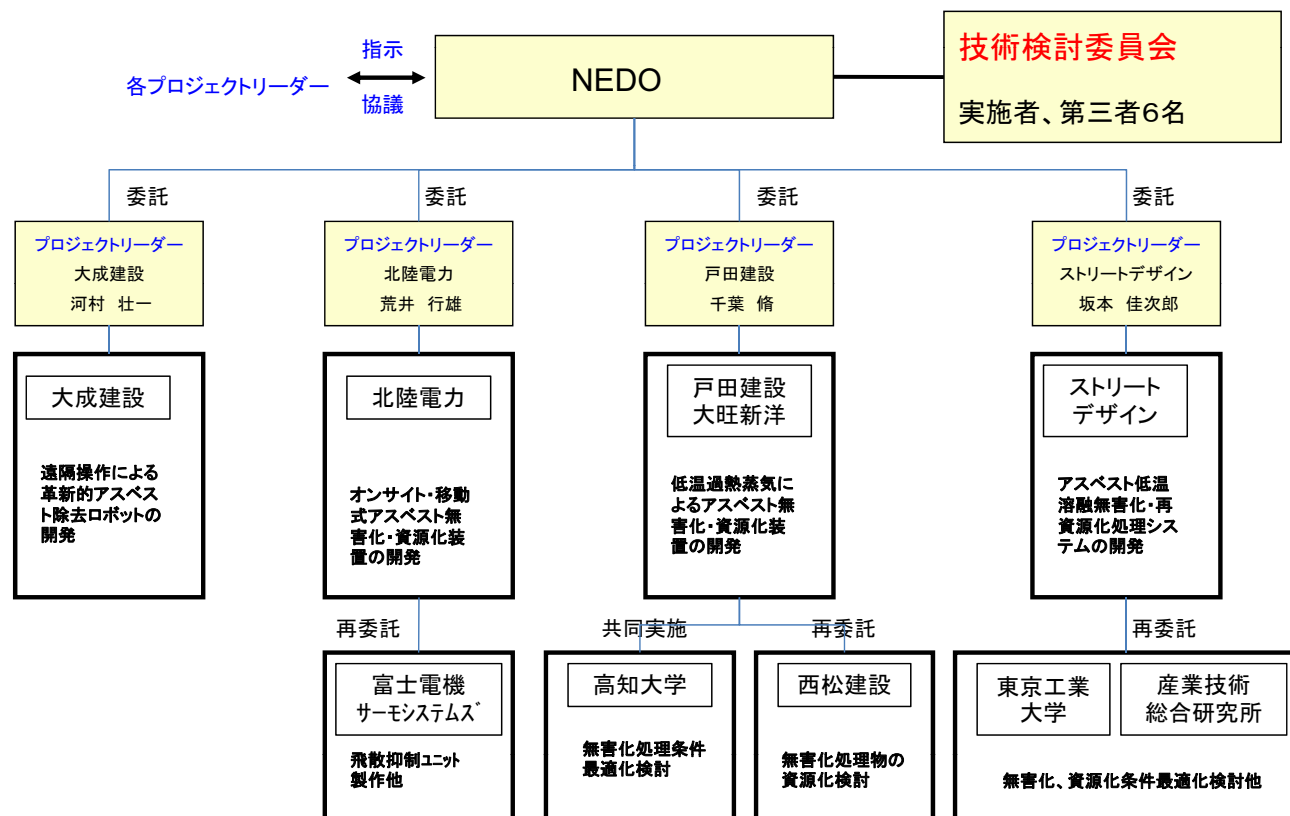 指示
各プロジェクトリーダー
協議
NEDO
技術検討委員会
実施者、第三者6名
委託
委託
委託
委託
プロジェクトリーダー
大成建設
河村 壮一
プロジェクトリーダー
北陸電力
荒井 行雄
プロジェクトリーダー
戸田建設
千葉 脩
プロジェクトリーダー
ストリートデザイン
坂本 佳次郎
大成建設
遠隔操作による
革新的アスベス
ト除去ロボットの
開発
北陸電力
オンサイト・移動
式アスベスト無
害化・資源化装
置の開発
戸田建設
大旺新洋
低温過熱蒸気に
よるアスベスト無
害化・資源化装
置の開発
ストリート
デザイン
アスベスト低温
溶融無害化・再
資源化処理シス
テムの開発
再委託
共同実施
再委託
再委託
富士電機
サーモシステムズ
飛散抑制ユニット
製作他
高知大学
無害化処理条件
最適化検討
西松建設
無害化処理物の
資源化検討
東京工業
大学
産業技術
総合研究所
無害化、資源化条件最適化検討他